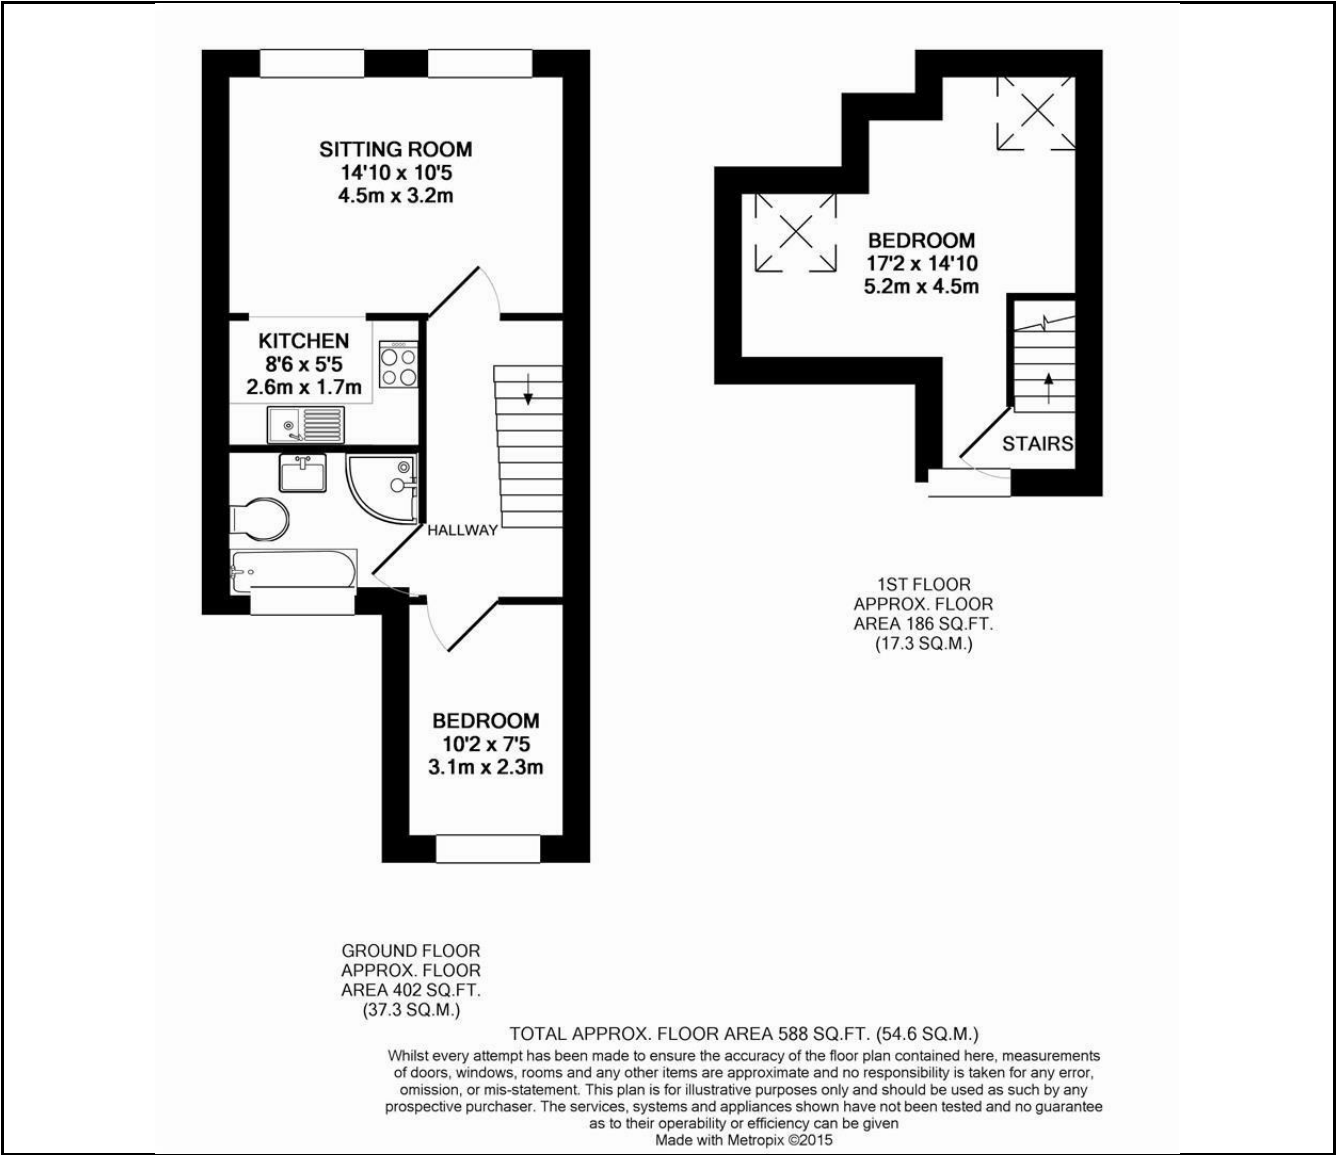 SITTING ROOM
14'10 x 10'5
4.5m x 3.2m
KITCHEN
8'6 x 5'5
2.6m x 1.7m
HALLWAY
BEDROOM
10'2 x 7'5
3.1m x 2.3m
GROUND FLOOR
APPROX. FLOOR
AREA 402 SQ.FT.
(37.3 SQ.M.)
BEDROOM
17'2 x 14'10
5.2m x 4.5m
STAIRS
1ST FLOOR
APPROX. FLOOR
AREA 186 SQ.FT.
(17.3 SQ.M.)
TOTAL APPROX. FLOOR AREA 588 SQ.FT. (54.6 SQ.M.)
Whilst every attempt has been made to ensure the accuracy of the floor plan contained here, measurements
of doors, windows, rooms and any other items are approximate and no responsibility is taken for any error,
omission, or mis-statement. This plan is for illustrative purposes only and should be used as such by any
prospective purchaser. The services, systems and appliances shown have not been tested and no guarantee
as to their operability or efficiency can be given
Made with Metropix ©2015